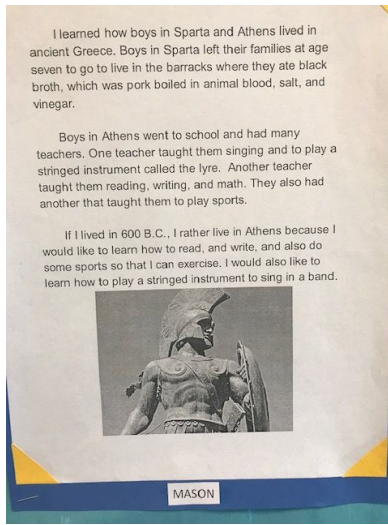 I learned how boys in Sparta and Athens lived in
ancient Greece. Boys in Sparta left their families at age
seven to go to live in the barracks where they ate black
broth, which was pork boiled in animal blood, salt, and
vinegar.
Boys in Athens went to school and had many
teachers. One teacher taught them singing and to play a
stringed instrument called the lyre. Another teacher
taught them reading, writing, and math. They also had
another that taught them to play sports.
If I lived in 600 B.C., I rather live in Athens because I
would like to learn how to read, and write, and also do
some sports so that I can exercise. I would also like to
learn how to play a stringed instrument to sing in a band.
MASON